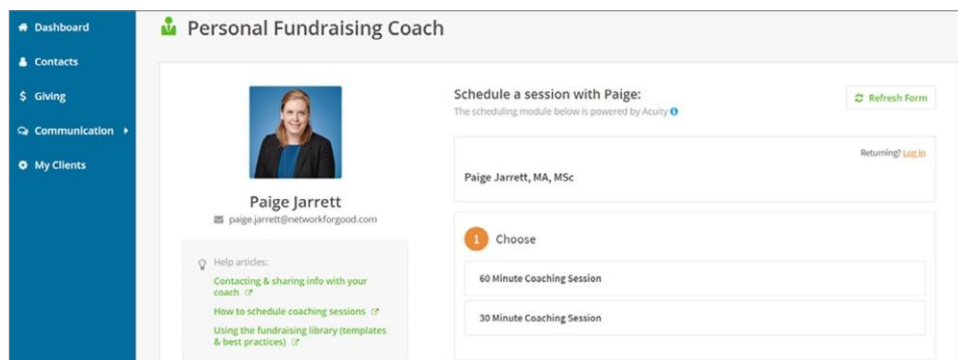 Dashboard
Contacts
$ Giving
Communication
My Clients
Personal Fundraising Coach
Paige Jarrett
paige.jarrett@networkforgood.com
Help articles:
Contacting & sharing info with your
coach
How to schedule coaching sessions
Using the fundraising library (templates
& best practices)
Schedule a session with Paige:
The scheduling module below is powered by Acuity
Refresh Form
Returning? Log in
Paige Jarrett, MA, MSc
1 Choose
60 Minute Coaching Session
30 Minute Coaching Session